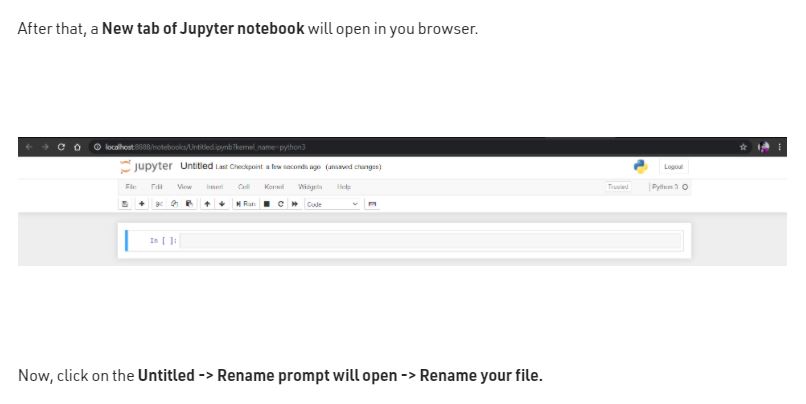 After that, a New tab of Jupyter notebook will open in you browser.
localhost:8888/notebooks/Untitled.ipynb?kernel_name=python3
jupyter Untitled Last Checkpoint: a few seconds ago (unsaved changes)
Logout
File Edit View Insert Cell Kernel Widgets Help
Trusted Python 3
Run Code
In [ ]:
Now, click on the Untitled -> Rename prompt will open -> Rename your file.